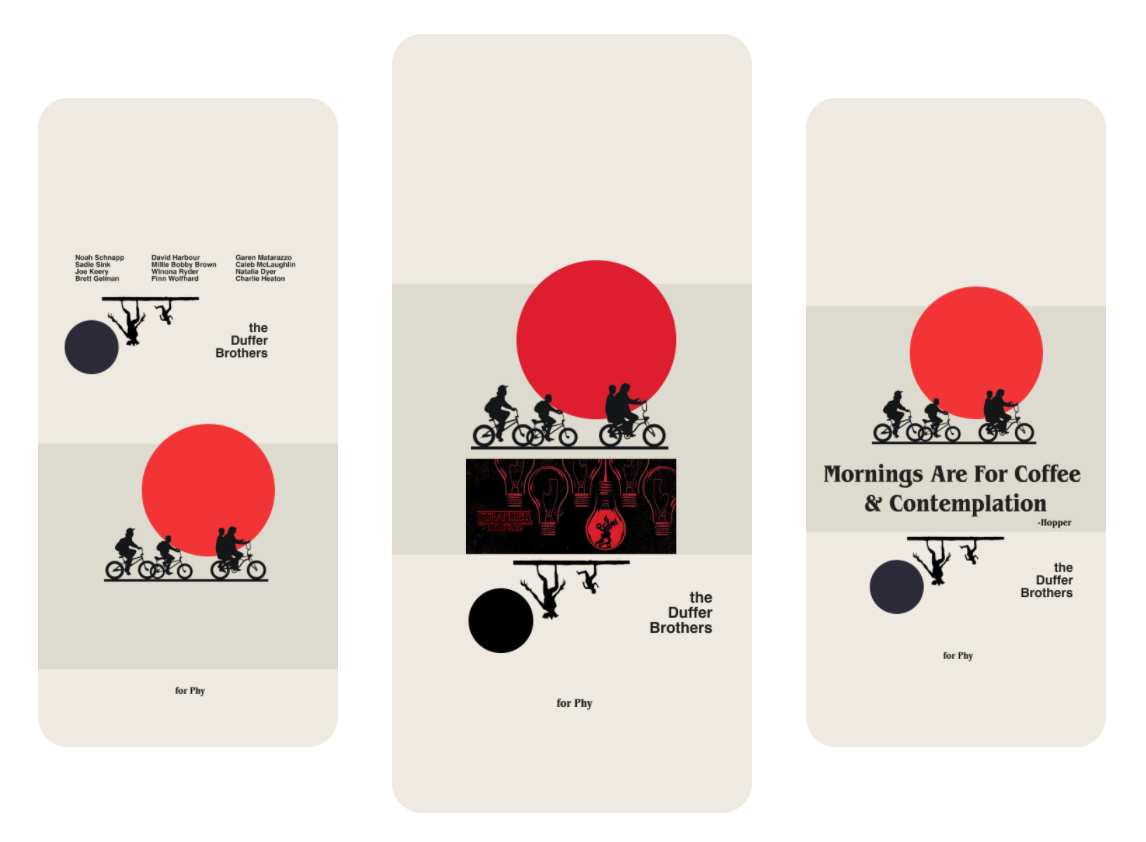 Noah Schnapp
Sadie Sink
Joe Keery
Brett Gelman
David Harbour
Millie Bobby Brown
Winona Ryder
Finn Wolfhard
Garen Matarazzo
Caleb McLaughlin
Natalia Dyer
Charlie Heaton
the
Duffer
Brothers
for Phy
STRANGER
THINGS
the
Duffer
Brothers
for Phy
Mornings Are For Coffee
& Contemplation
-Hopper
the
Duffer
Brothers
for Phy